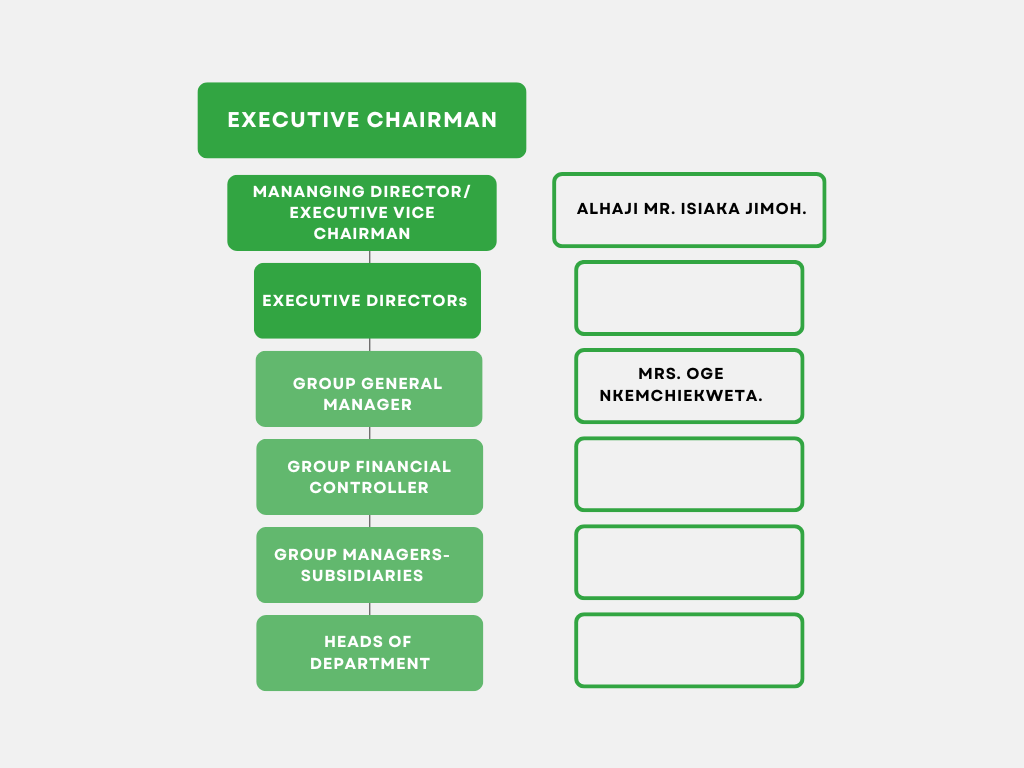 EXECUTIVE CHAIRMAN
MANANGING DIRECTOR/
EXECUTIVE VICE
CHAIRMAN
ALHAJI MR. ISIAKA JIMOH.
EXECUTIVE DIRECTORs
GROUP GENERAL
MANAGER
MRS. OGE
NKEMCHIEKWETA.
GROUP FINANCIAL
CONTROLLER
GROUP MANAGERS-
SUBSIDIARIES
HEADS OF
DEPARTMENT